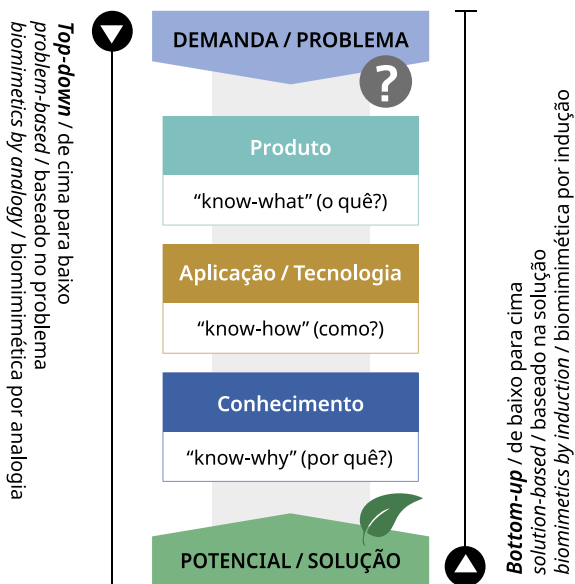 Top-down / de cima para baixo
problem-based / baseado no problema
biomimetics by analogy / biomimimética por analogia
DEMANDA / PROBLEMA
?
Produto
“know-what” (o quê?)
Aplicação / Tecnologia
“know-how” (como?)
Conhecimento
“know-why” (por quê?)
POTENCIAL / SOLUÇÃO
Bottom-up / de baixo para cima
solution-based / baseado na solução
biomimetics by induction / biomimimética por indução